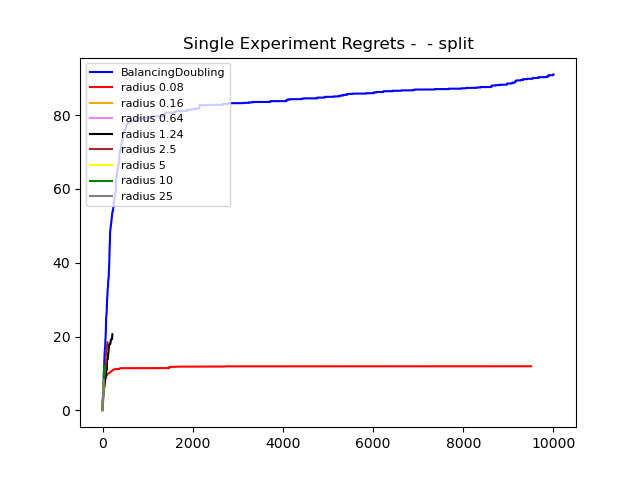 Single Experiment Regrets -  - split
BalancingDoubling
radius 0.08
radius 0.16
radius 0.64
radius 1.24
radius 2.5
radius 5
radius 10
radius 25
80
60
40
20
0
0 2000 4000 6000 8000 10000